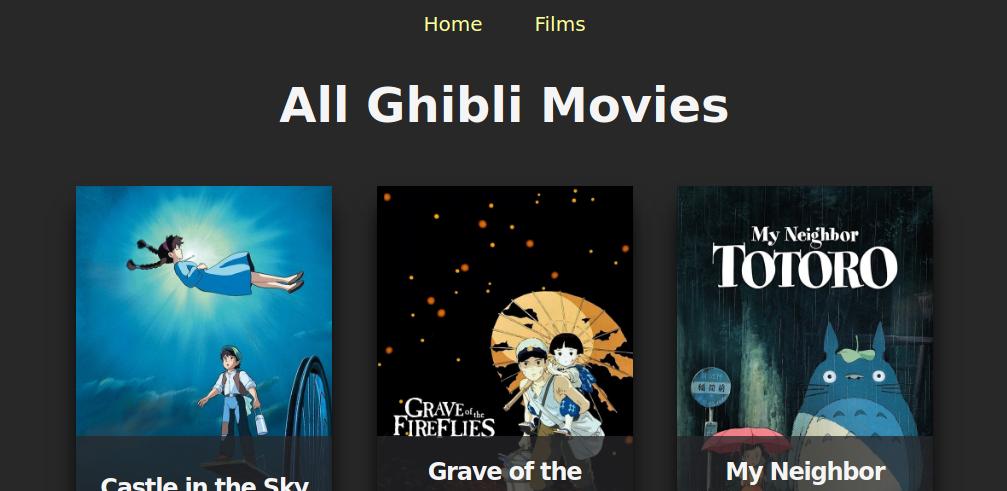 Home Films
All Ghibli Movies
My Neighbor
TOTORO
稲荷前
GRAVE of the
FIREFLIES
Castle in the Sky
Grave of the
My Neighbor